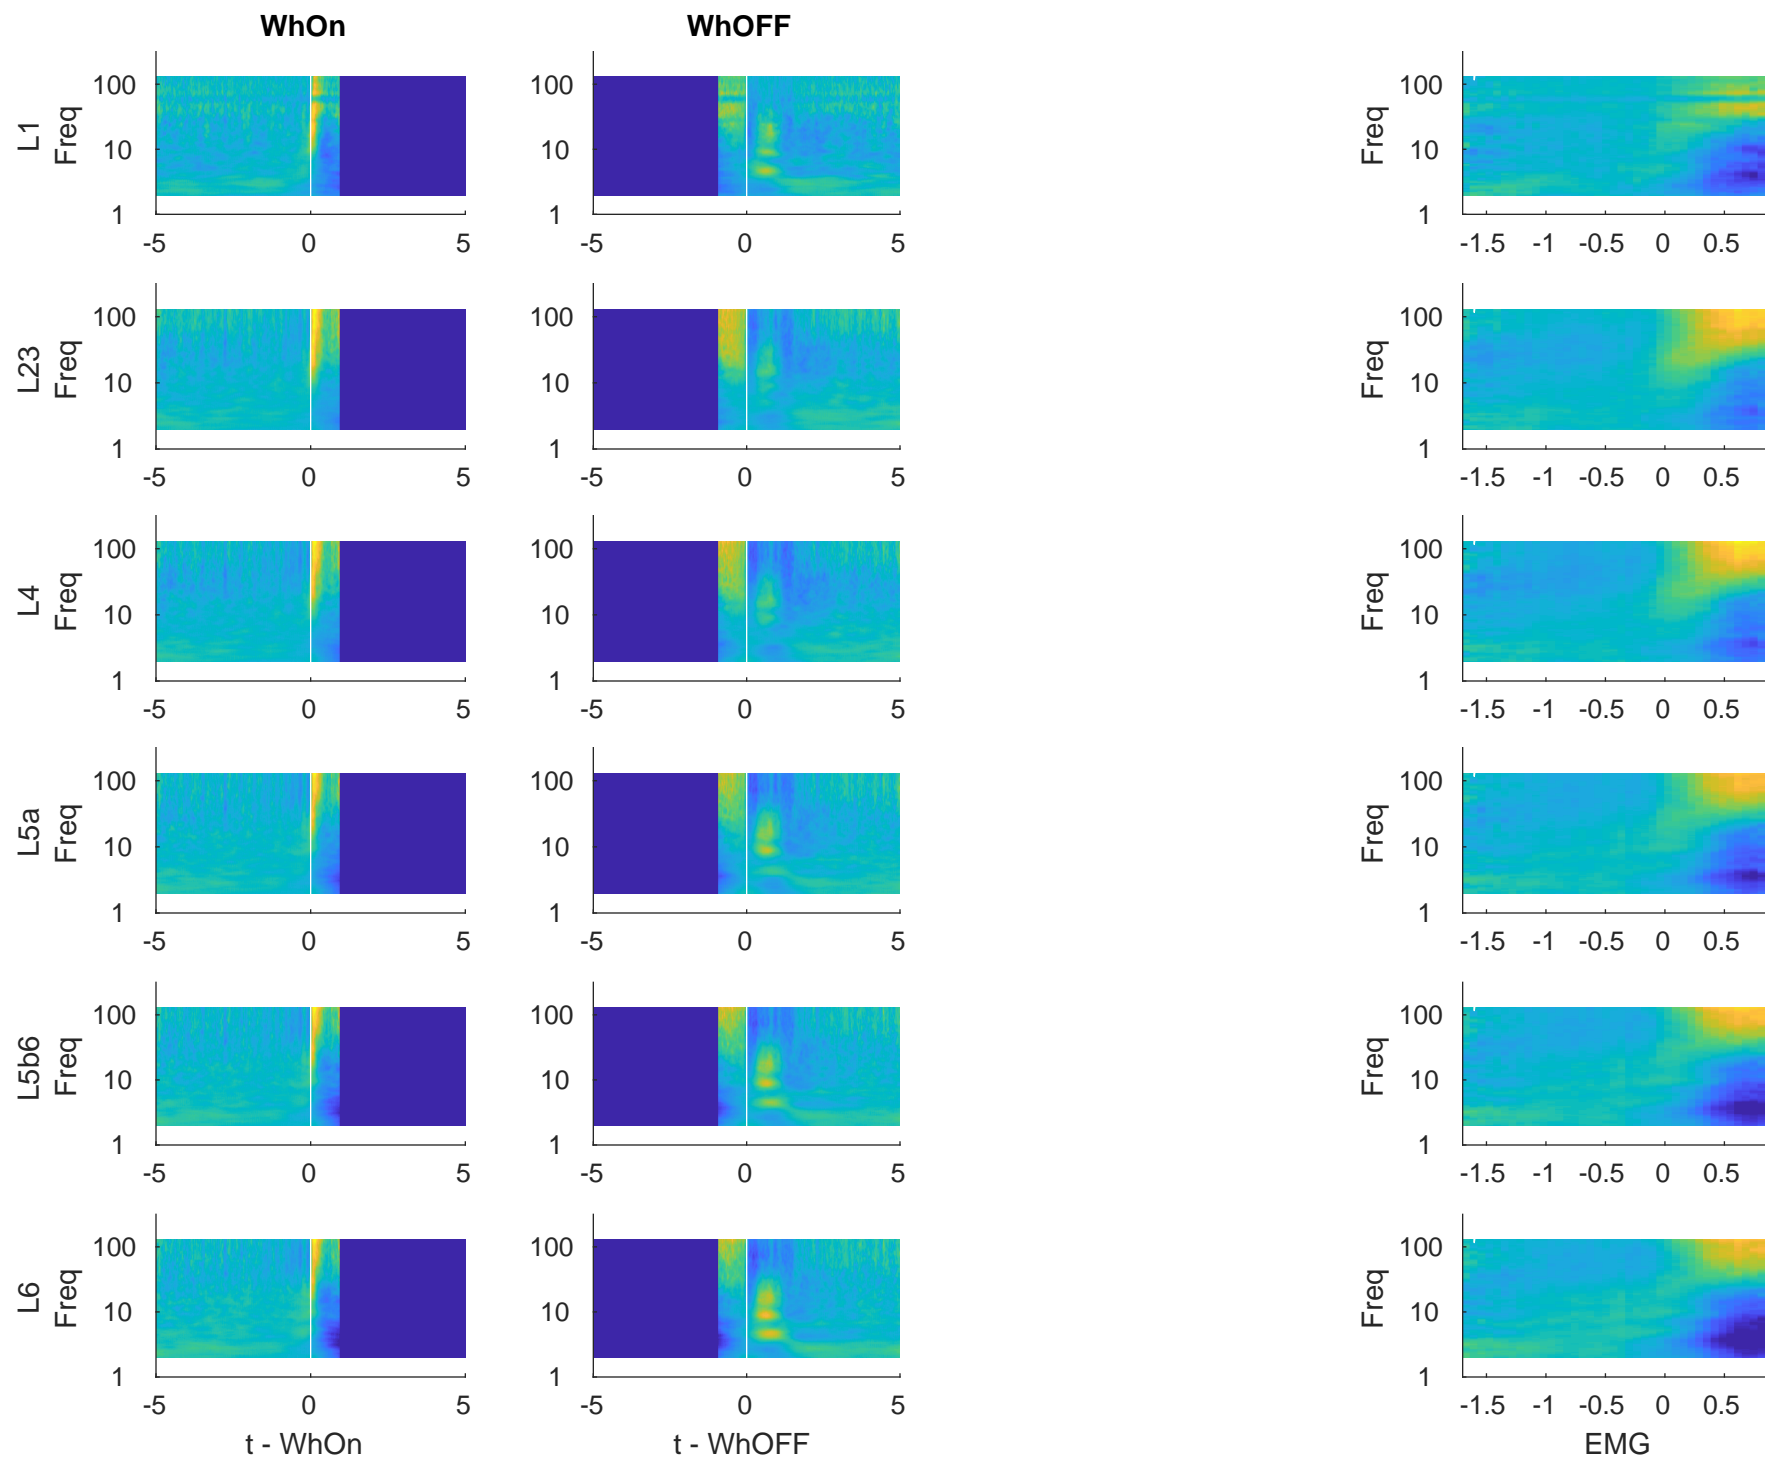 WhOn WhOFF
L1 Freq 100 10 1 100 10 1 Freq 100 10 1
-5 0 5 -5 0 5 -1.5 -1 -0.5 0 0.5
L23 Freq 100 10 1 100 10 1 Freq 100 10 1
-5 0 5 -5 0 5 -1.5 -1 -0.5 0 0.5
L4 Freq 100 10 1 100 10 1 Freq 100 10 1
-5 0 5 -5 0 5 -1.5 -1 -0.5 0 0.5
L5a Freq 100 10 1 100 10 1 Freq 100 10 1
-5 0 5 -5 0 5 -1.5 -1 -0.5 0 0.5
L5b6 Freq 100 10 1 100 10 1 Freq 100 10 1
-5 0 5 -5 0 5 -1.5 -1 -0.5 0 0.5
L6 Freq 100 10 1 100 10 1 Freq 100 10 1
-5 0 5 -5 0 5 -1.5 -1 -0.5 0 0.5
t - WhOn t - WhOFF EMG